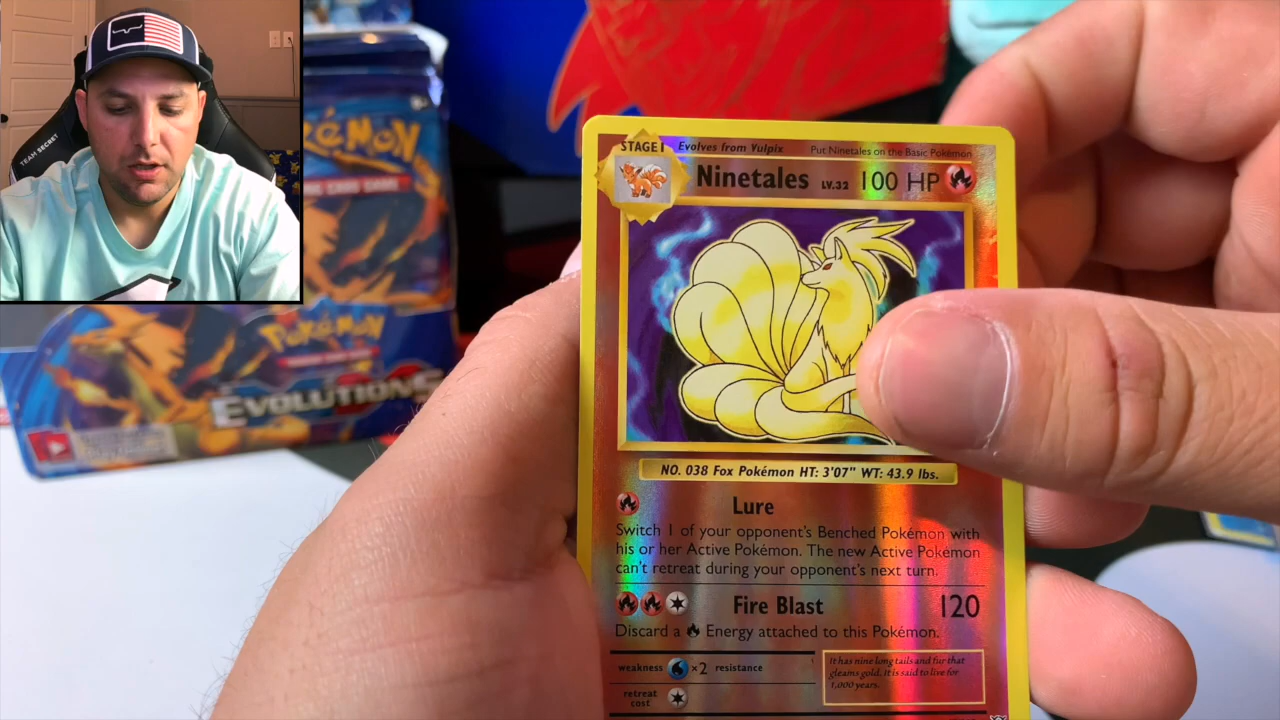 TEAM SECRET
POKéMON
POKéMON
EVOLUTIONS
STAGE 1 Evolves from Vulpix Put Ninetales on the Basic Pokémon
Ninetales LV.32 100 HP
NO. 038 Fox Pokémon HT: 3'07" WT: 43.9 lbs.
Lure
Switch 1 of your opponent's Benched Pokémon with
his or her Active Pokémon. The new Active Pokémon
can't retreat during your opponent's next turn.
Fire Blast 120
Discard a Energy attached to this Pokémon.
weakness ×2 resistance
retreat
cost
It has nine long tails and fur that
gleams gold. It is said to live for
1,000 years.